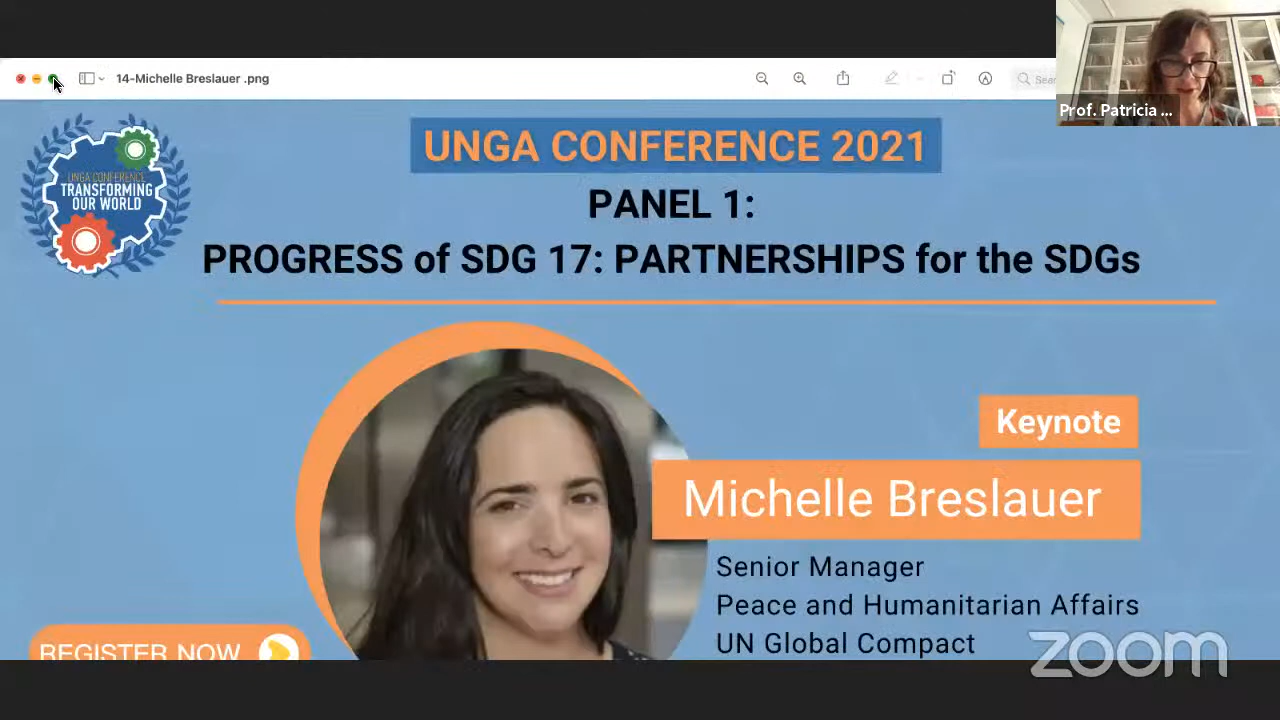 14-Michelle Breslauer .png
Prof. Patricia ...
UNGA CONFERENCE 2021
UNGA CONFERENCE
TRANSFORMING
OUR WORLD
PANEL 1:
PROGRESS of SDG 17: PARTNERSHIPS for the SDGs
Keynote
Michelle Breslauer
Senior Manager
Peace and Humanitarian Affairs
UN Global Compact
REGISTER NOW
zoom